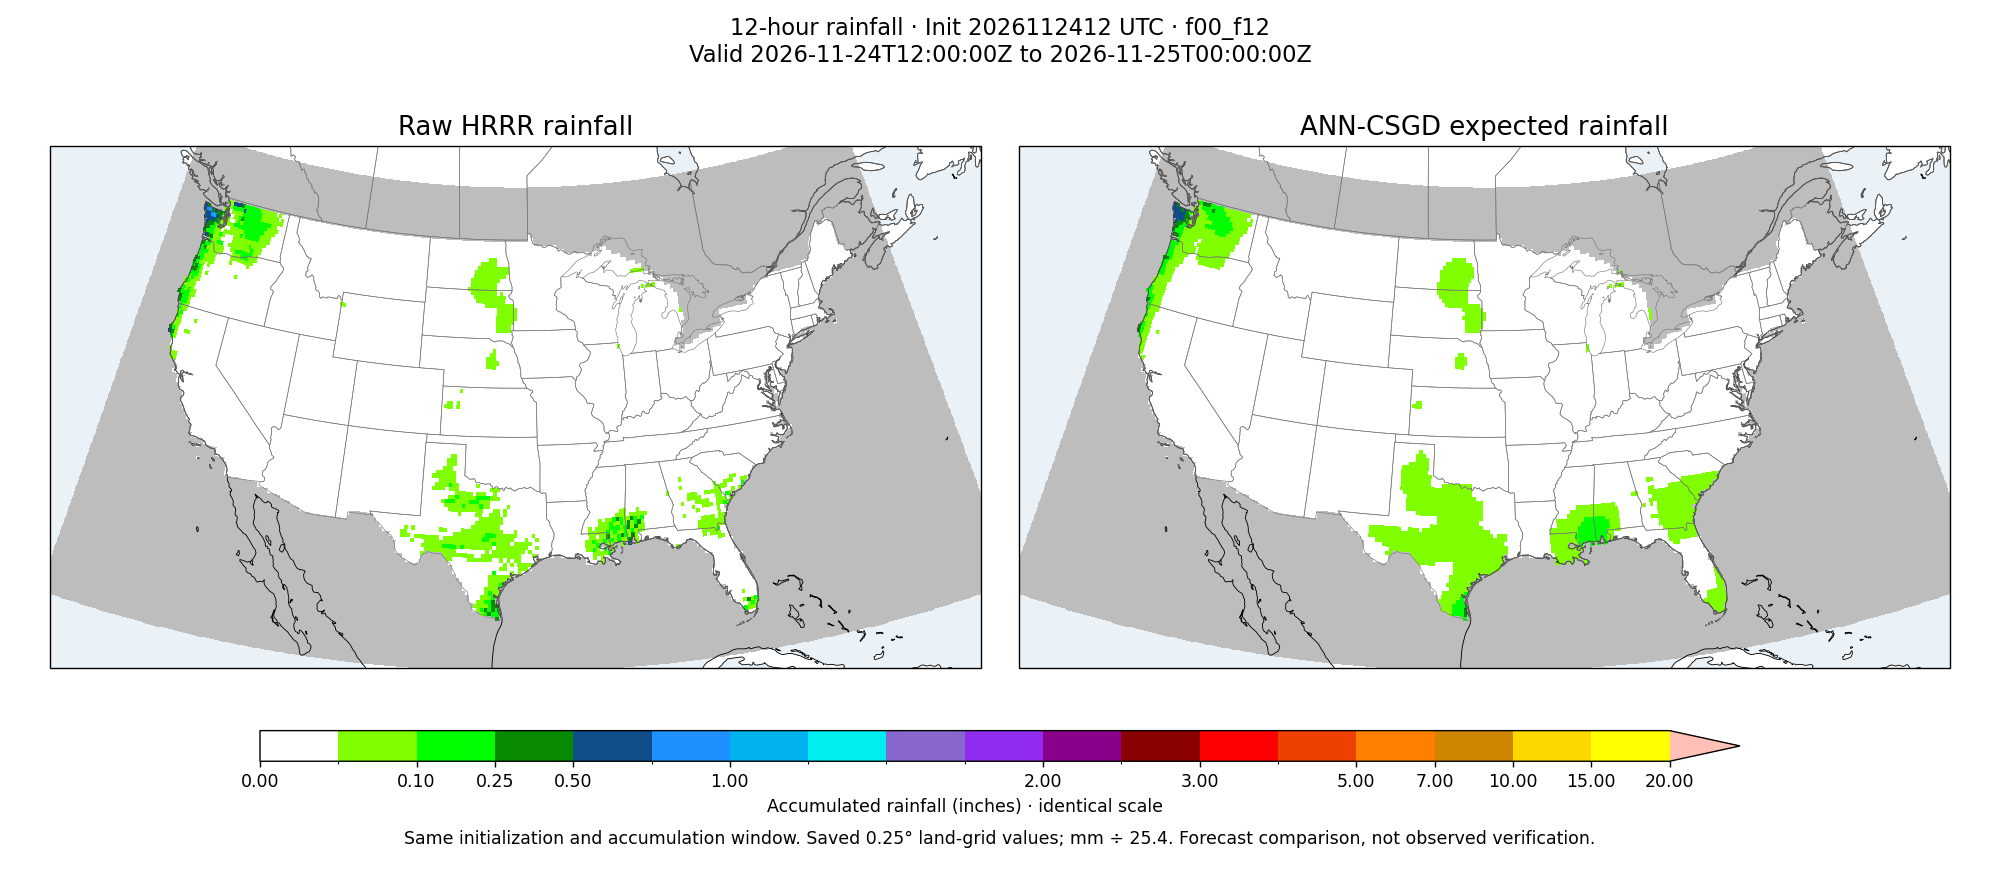 12-hour rainfall · Init 2026112412 UTC · f00_f12
Valid 2026-11-24T12:00:00Z to 2026-11-25T00:00:00Z
Raw HRRR rainfall
ANN-CSGD expected rainfall
0.00 0.10 0.25 0.50 1.00 2.00 3.00 5.00 7.00 10.00 15.00 20.00
Accumulated rainfall (inches) · identical scale
Same initialization and accumulation window. Saved 0.25° land-grid values; mm ÷ 25.4. Forecast comparison, not observed verification.